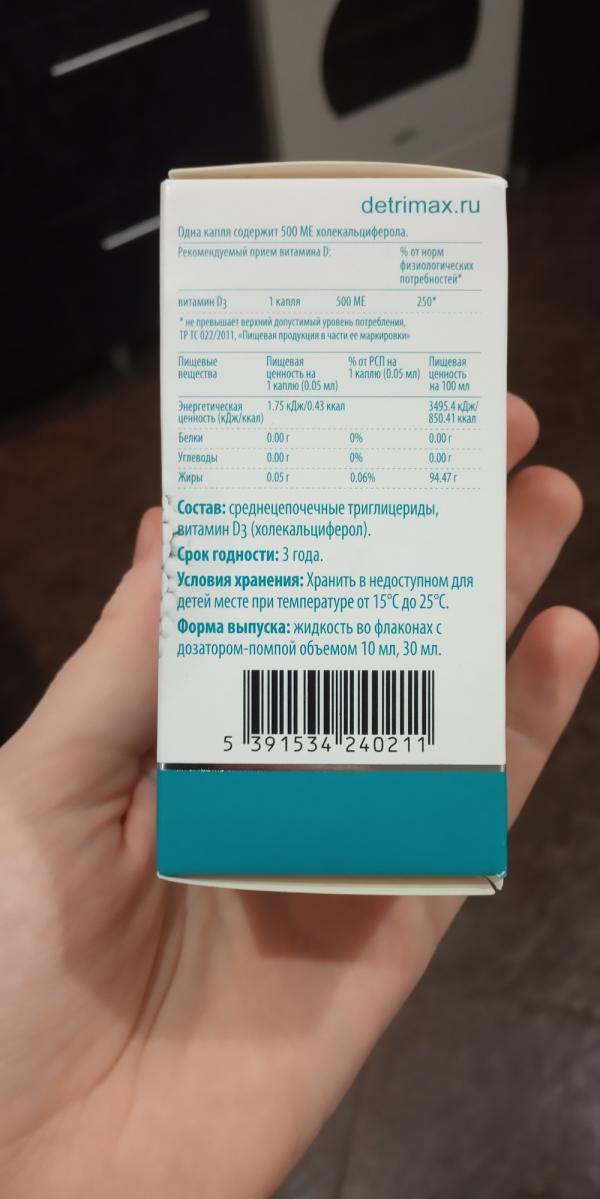 detrimax.ru
Одна капля содержит 500 МЕ холекальциферола.
Рекомендуемый прием витамина D: % от норм
физиологических
потребностей*
витамин D3 1 капля 500 МЕ 250*
* не превышает верхний допустимый уровень потребления,
ТР ТС 022/2011, «Пищевая продукция в части ее маркировки»
Пищевые Пищевая % от РСП на Пищевая
вещества ценность на 1 каплю (0.05 мл) ценность
1 каплю (0.05 мл) на 100 мл
Энергетическая 1.75 кДж/0.43 ккал 3495.4 кДж/
ценность (кДж/ккал) 850.41 ккал
Белки 0.00 г 0% 0.00 г
Углеводы 0.00 г 0% 0.00 г
Жиры 0.05 г 0.06% 94.47 г
Состав: среднецепочечные триглицериды,
витамин D3 (холекальциферол).
Срок годности: 3 года.
Условия хранения: Хранить в недоступном для
детей месте при температуре от 15°С до 25°С.
Форма выпуска: жидкость во флаконах с
дозатором-помпой объемом 10 мл, 30 мл.
5 391534 240211